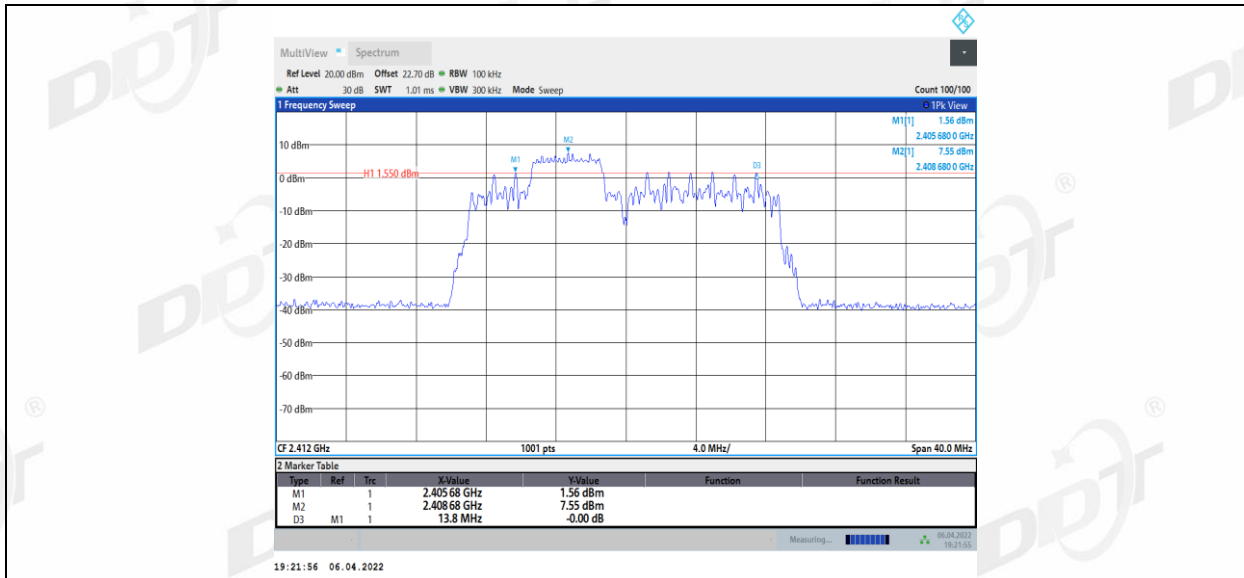 MultiView Spectrum
Ref Level 20.00 dBm Offset 22.70 dB RBW 100 kHz
Att 30 dB SWT 1.01 ms VBW 300 kHz Mode Sweep Count 100/100
1 Frequency Sweep 1Pk View
M1[1] 1.56 dBm
2.405 680 0 GHz
M2[1] 7.55 dBm
2.408 680 0 GHz
10 dBm
M2
M1
D3
H1 1.550 dBm
0 dBm
-10 dBm
-20 dBm
-30 dBm
-40 dBm
-50 dBm
-60 dBm
-70 dBm
CF 2.412 GHz 1001 pts 4.0 MHz/ Span 40.0 MHz
2 Marker Table
Type Ref Trc X-Value Y-Value Function Function Result
M1 1 2.405 68 GHz 1.56 dBm
M2 1 2.408 68 GHz 7.55 dBm
D3 M1 1 13.8 MHz -0.00 dB
Measuring... 06.04.2022
19:21:55
19:21:56 06.04.2022
DDT
DDT
DDT
DDT
®
®
®